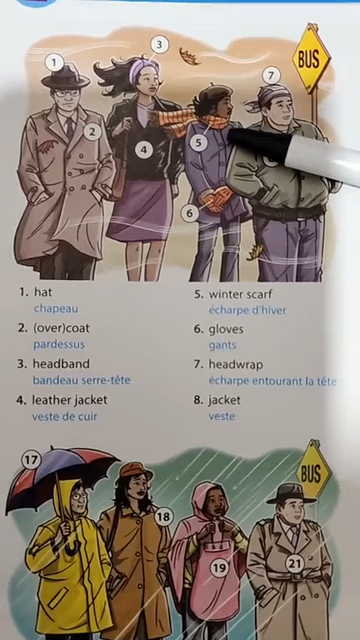 BUS
1
3
7
2
4
5
6
1. hat
chapeau
2. (over)coat
pardessus
3. headband
bandeau serre-tête
4. leather jacket
veste de cuir
5. winter scarf
écharpe d'hiver
6. gloves
gants
7. headwrap
écharpe entourant la tête
8. jacket
veste
17
BUS
18
19
21